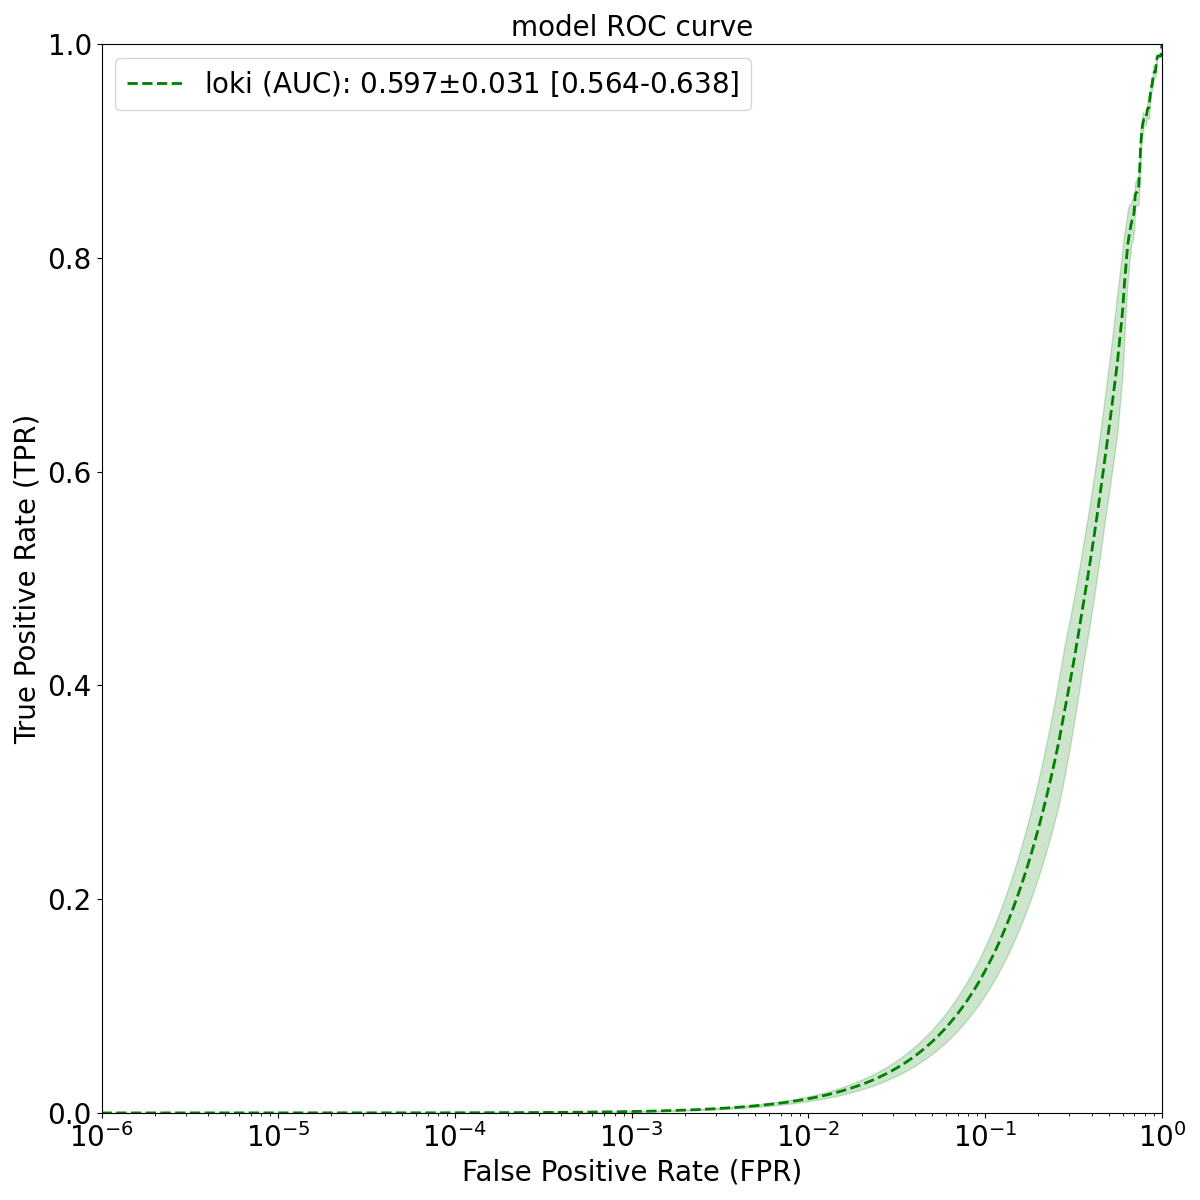 model ROC curve
loki (AUC): 0.597±0.031 [0.564-0.638]
True Positive Rate (TPR)
1.0
0.8
0.6
0.4
0.2
0.0
10⁻⁶ 10⁻⁵ 10⁻⁴ 10⁻³ 10⁻² 10⁻¹ 10⁰
False Positive Rate (FPR)